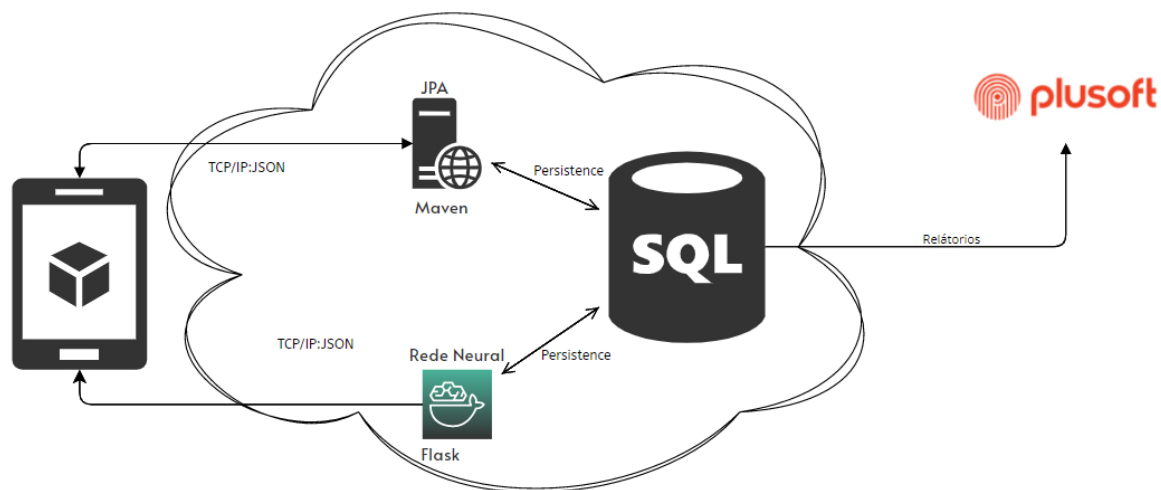 JPA
plusoft
TCP/IP:JSON
Persistence
Maven
SQL
Relátorios
TCP/IP:JSON
Rede Neural
Persistence
Flask